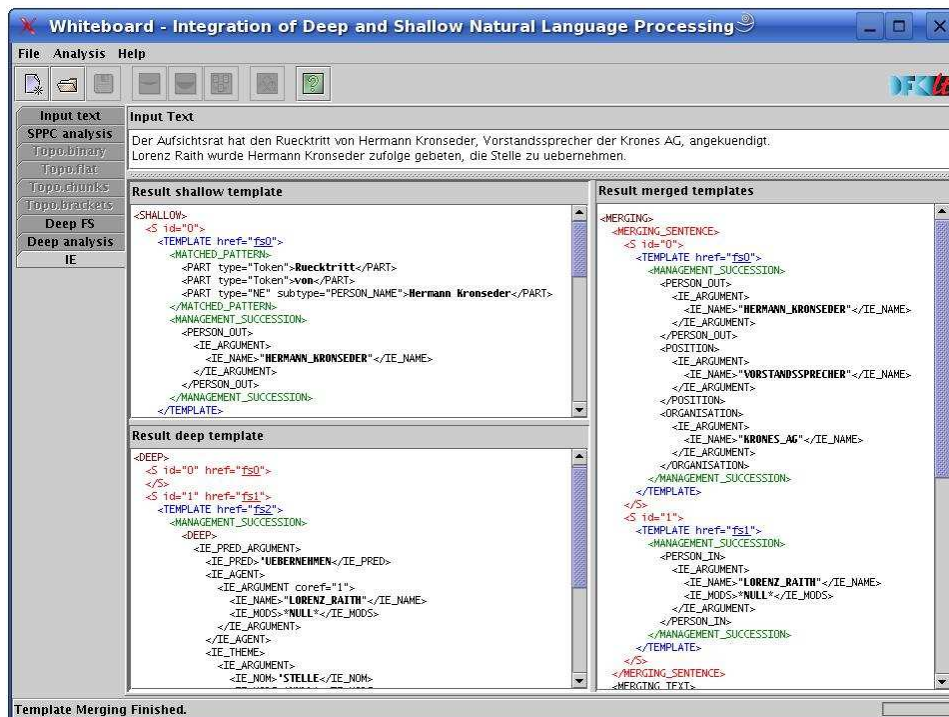 Whiteboard - Integration of Deep and Shallow Natural Language Processing
File Analysis Help
Input text
SPPC analysis
Topo.binary
Topo.flat
Topo.chunks
Topo.brackets
Deep FS
Deep analysis
IE
Input Text
Der Aufsichtsrat hat den Ruecktritt von Hermann Kronseder, Vorstandssprecher der Krones AG, angekuendigt.
Lorenz Raith wurde Hermann Kronseder zufolge gebeten, die Stelle zu uebernehmen.
Result shallow template
<SHALLOW>
<S id="0">
<TEMPLATE href="fs0">
<MATCHED_PATTERN>
<PART type="Token">Ruecktritt</PART>
<PART type="Token">von</PART>
<PART type="NE" subtype="PERSON_NAME">Hermann Kronseder</PART>
</MATCHED_PATTERN>
<MANAGEMENT_SUCCESSION>
<PERSON_OUT>
<IE_ARGUMENT>
<IE_NAME>"HERMANN_KRONSEDER"</IE_NAME>
</IE_ARGUMENT>
</PERSON_OUT>
</MANAGEMENT_SUCCESSION>
</TEMPLATE>
Result deep template
<DEEP>
<S id="0" href="fs0">
</S>
<S id="1" href="fs1">
<TEMPLATE href="fs2">
<MANAGEMENT_SUCCESSION>
<DEEP>
<IE_PRED_ARGUMENT>
<IE_PRED>'UEBERNEHMEN</IE_PRED>
<IE_AGENT>
<IE_ARGUMENT coref="1">
<IE_NAME>"LORENZ_RAITH"</IE_NAME>
<IE_MODS>*NULL*</IE_MODS>
</IE_ARGUMENT>
</IE_AGENT>
<IE_THEME>
<IE_ARGUMENT>
<IE_NOM>'STELLE</IE_NOM>
Result merged templates
<MERGING>
<MERGING_SENTENCE>
<S id="0">
<TEMPLATE href="fs0">
<MANAGEMENT_SUCCESSION>
<PERSON_OUT>
<IE_ARGUMENT>
<IE_NAME>"HERMANN_KRONSEDER"</IE_NAME>
</IE_ARGUMENT>
</PERSON_OUT>
<POSITION>
<IE_ARGUMENT>
<IE_NAME>"VORSTANDSSPRECHER"</IE_NAME>
</IE_ARGUMENT>
</POSITION>
<ORGANISATION>
<IE_ARGUMENT>
<IE_NAME>"KRONES_AG"</IE_NAME>
</IE_ARGUMENT>
</ORGANISATION>
</MANAGEMENT_SUCCESSION>
</TEMPLATE>
</S>
<S id="1">
<TEMPLATE href="fs1">
<MANAGEMENT_SUCCESSION>
<PERSON_IN>
<IE_ARGUMENT>
<IE_NAME>"LORENZ_RAITH"</IE_NAME>
<IE_MODS>*NULL*</IE_MODS>
</IE_ARGUMENT>
</PERSON_IN>
</MANAGEMENT_SUCCESSION>
</TEMPLATE>
</S>
</MERGING_SENTENCE>
<MERGING_TEXT>
Template Merging Finished.